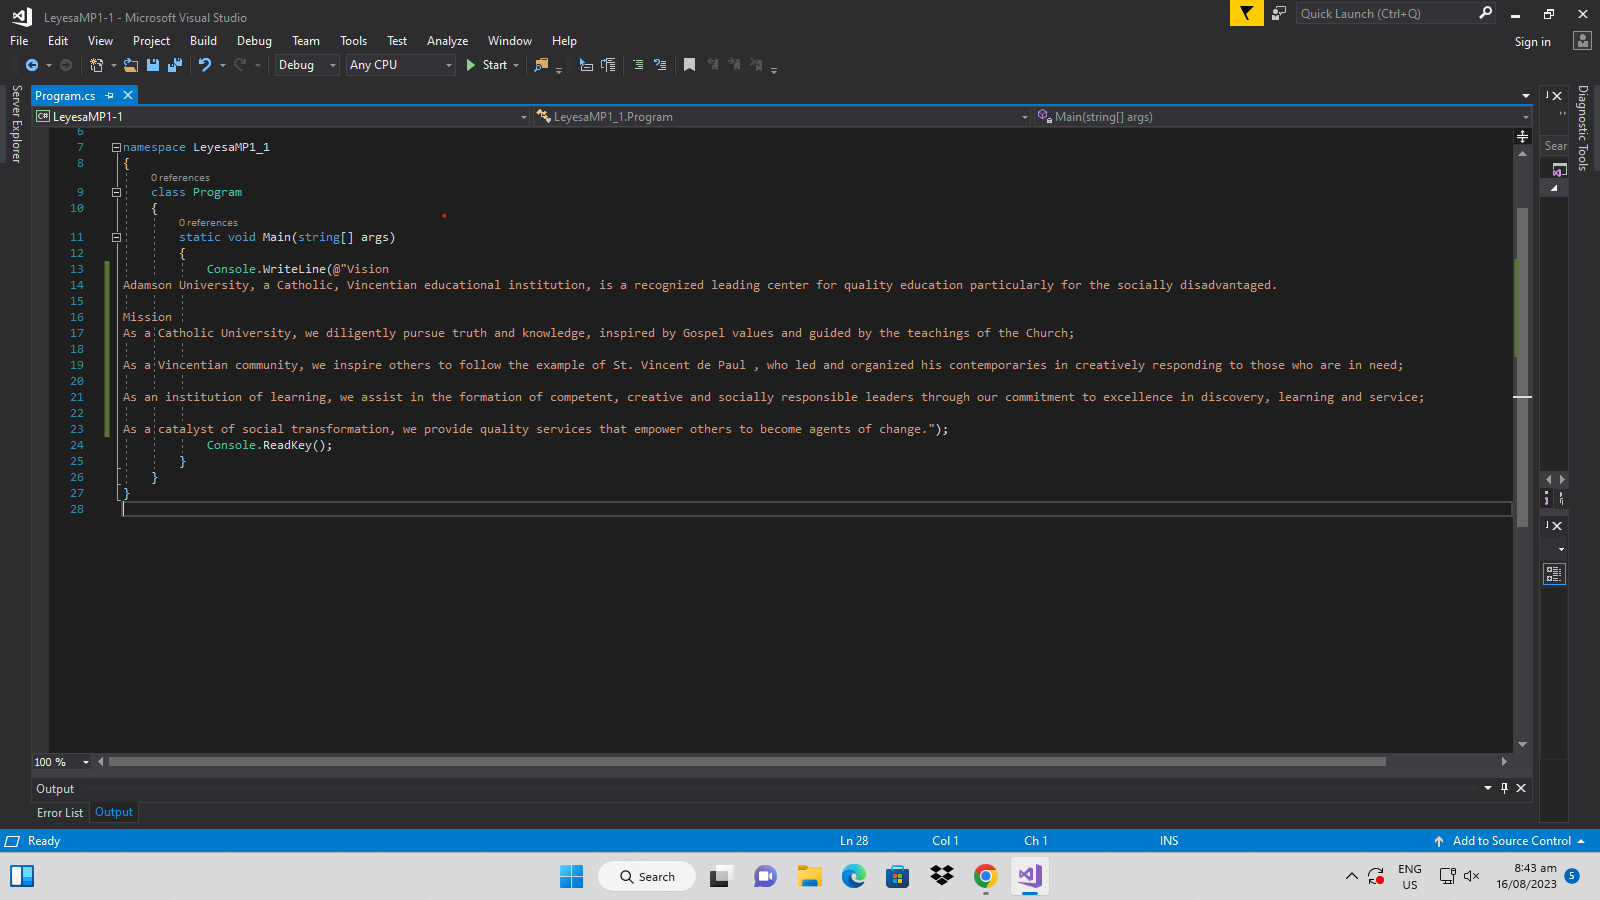 LeyesaMP1-1 - Microsoft Visual Studio
Quick Launch (Ctrl+Q)
File Edit View Project Build Debug Team Tools Test Analyze Window Help
Sign in
Debug Any CPU Start
Server Explorer
Program.cs
Diagnostic Tools
C# LeyesaMP1-1 LeyesaMP1_1.Program Main(string[] args)
6
Sear
7 namespace LeyesaMP1_1
8 {
0 references
9 class Program
10 {
0 references
11 static void Main(string[] args)
12 {
13 Console.WriteLine(@"Vision
14 Adamson University, a Catholic, Vincentian educational institution, is a recognized leading center for quality education particularly for the socially disadvantaged.
15
16 Mission
17 As a Catholic University, we diligently pursue truth and knowledge, inspired by Gospel values and guided by the teachings of the Church;
18
19 As a Vincentian community, we inspire others to follow the example of St. Vincent de Paul , who led and organized his contemporaries in creatively responding to those who are in need;
20
21 As an institution of learning, we assist in the formation of competent, creative and socially responsible leaders through our commitment to excellence in discovery, learning and service;
22
23 As a catalyst of social transformation, we provide quality services that empower others to become agents of change.");
24 Console.ReadKey();
25 }
26 }
27 }
28
100 %
Output
Error List Output
Ready Ln 28 Col 1 Ch 1 INS Add to Source Control
Search
ENG
US
8:43 am
16/08/2023
5